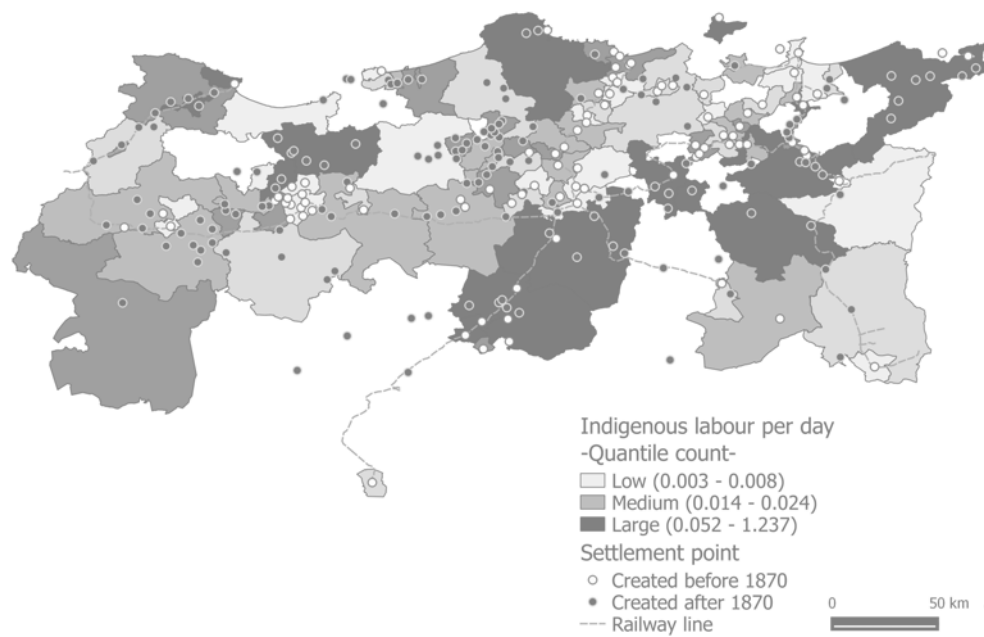 Indigenous labour per day
-Quantile count-
Low (0.003 - 0.008)
Medium (0.014 - 0.024)
Large (0.052 - 1.237)
Settlement point
Created before 1870
Created after 1870
Railway line
0 50 km